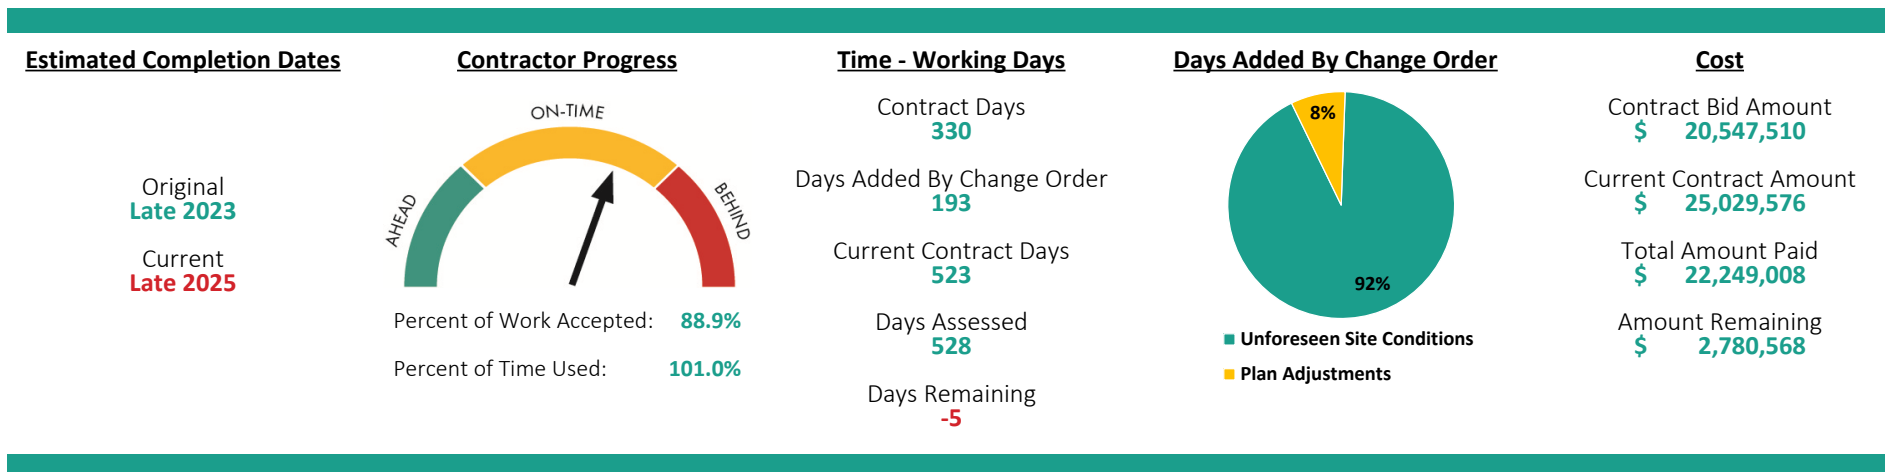 Estimated Completion Dates
Original
Late 2023
Current
Late 2025
Contractor Progress
AHEAD
ON-TIME
BEHIND
Percent of Work Accepted: 88.9%
Percent of Time Used: 101.0%
Time - Working Days
Contract Days
330
Days Added By Change Order
193
Current Contract Days
523
Days Assessed
528
Days Remaining
-5
Days Added By Change Order
8%
92%
Unforeseen Site Conditions
Plan Adjustments
Cost
Contract Bid Amount
$ 20,547,510
Current Contract Amount
$ 25,029,576
Total Amount Paid
$ 22,249,008
Amount Remaining
$ 2,780,568